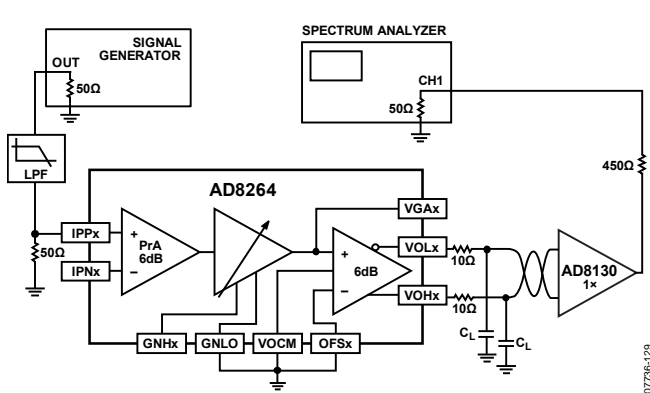 SIGNAL
GENERATOR
OUT
50Ω
LPF
SPECTRUM ANALYZER
CH1
50Ω
450Ω
AD8264
VGAx
IPPx
+
PrA
6dB
–
50Ω
IPNx
+
6dB
–
VOLx
10Ω
VOHx
10Ω
AD8130
1×
GNHx
GNLO
VOCM
OFSx
CL
CL
07736-129